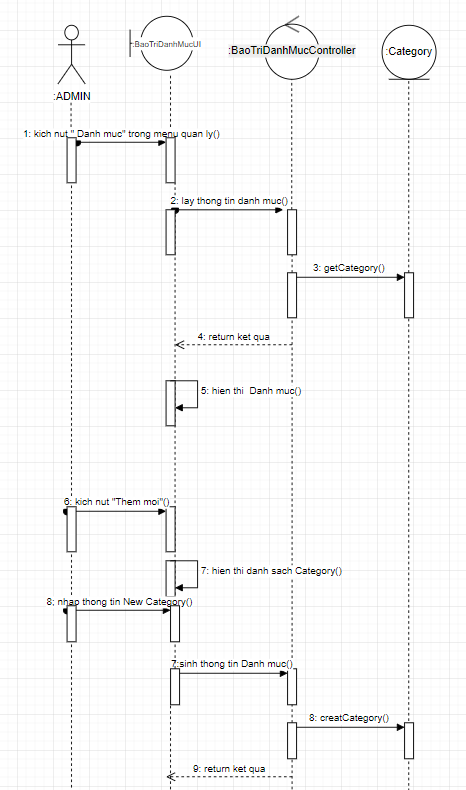 :BaoTriDanhMucUI
:BaoTriDanhMucController
:Category
:ADMIN
1: kich nut " Danh muc" trong menu quan ly()
2: lay thong tin danh muc()
3: getCategory()
4: return ket qua
5: hien thi  Danh muc()
6: kich nut "Them moi"()
7: hien thi danh sach Category()
8: nhap thong tin New Category()
7:sinh thong tin Danh muc()
8: creatCategory()
9: return ket qua